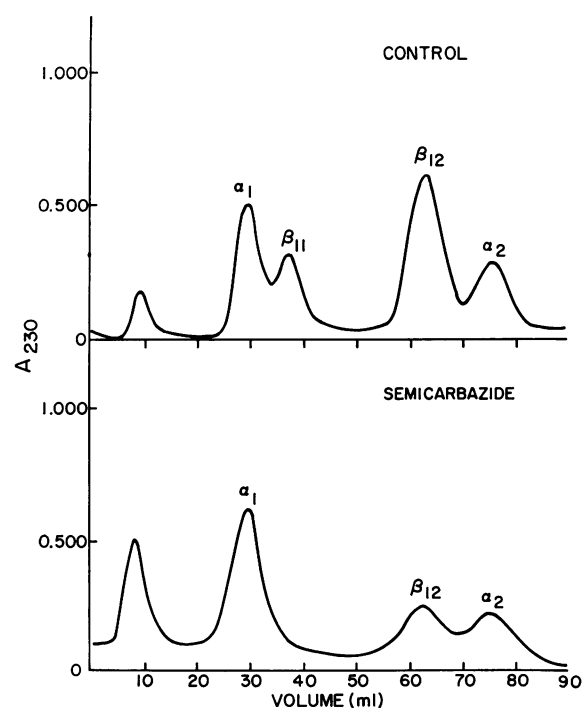 CONTROL
1.000
0.500
0
α1
β11
β12
α2
A230
SEMICARBAZIDE
1.000
0.500
0
α1
β12
α2
10 20 30 40 50 60 70 80 90
VOLUME (ml)